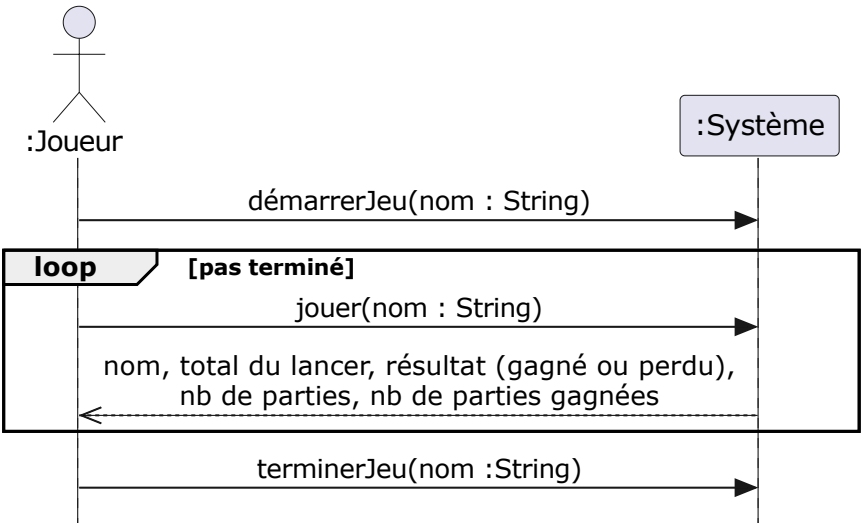 :Joueur
:Système
démarrerJeu(nom : String)
loop
[pas terminé]
jouer(nom : String)
nom, total du lancer, résultat (gagné ou perdu),
nb de parties, nb de parties gagnées
terminerJeu(nom :String)